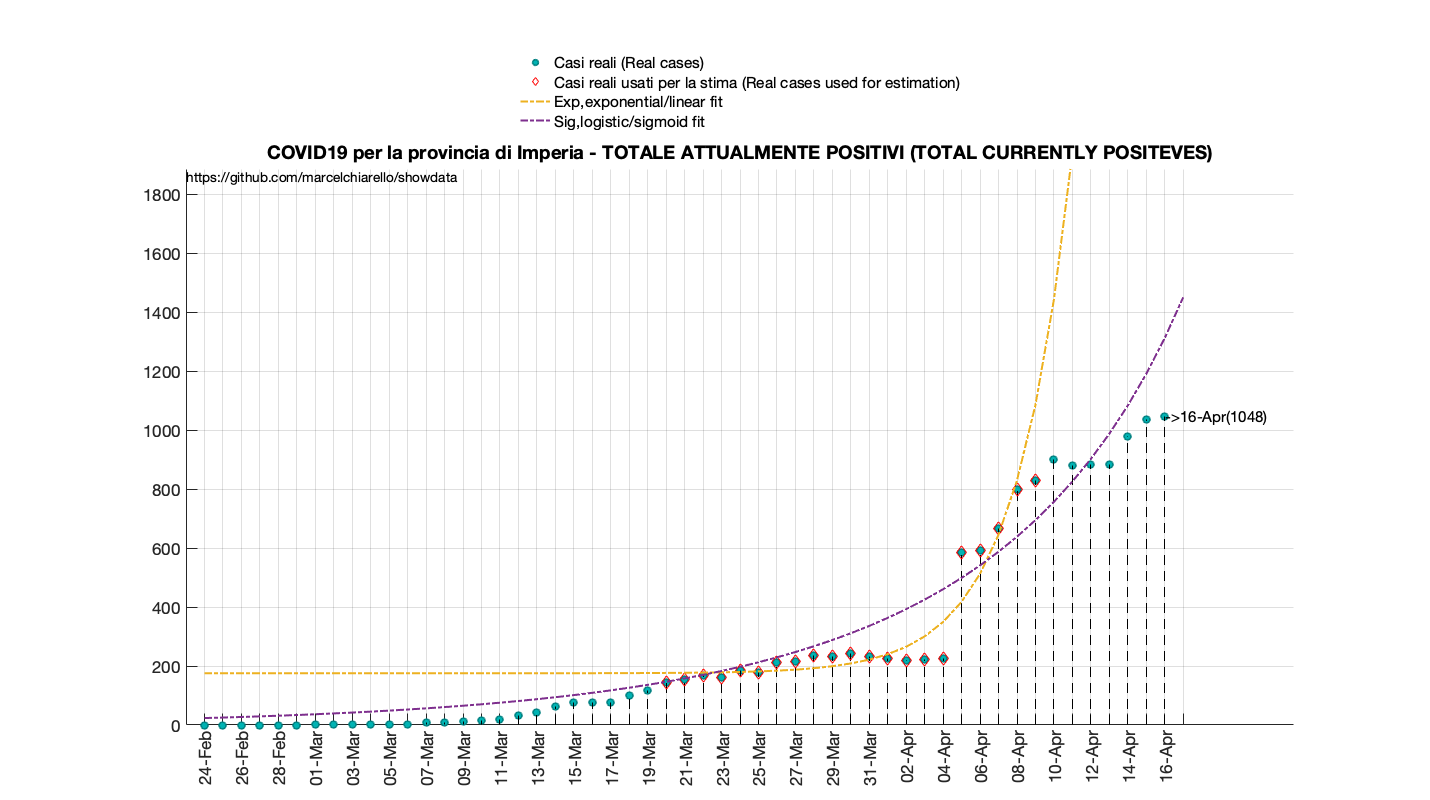 Casi reali (Real cases)
Casi reali usati per la stima (Real cases used for estimation)
Exp,exponential/linear fit
Sig,logistic/sigmoid fit
COVID19 per la provincia di Imperia - TOTALE ATTUALMENTE POSITIVI (TOTAL CURRENTLY POSITEVES)
https://github.com/marcelchiarello/showdata
1800
1600
1400
1200
1000
800
600
400
200
0
->16-Apr(1048)
24-Feb
26-Feb
28-Feb
01-Mar
03-Mar
05-Mar
07-Mar
09-Mar
11-Mar
13-Mar
15-Mar
17-Mar
19-Mar
21-Mar
23-Mar
25-Mar
27-Mar
29-Mar
31-Mar
02-Apr
04-Apr
06-Apr
08-Apr
10-Apr
12-Apr
14-Apr
16-Apr